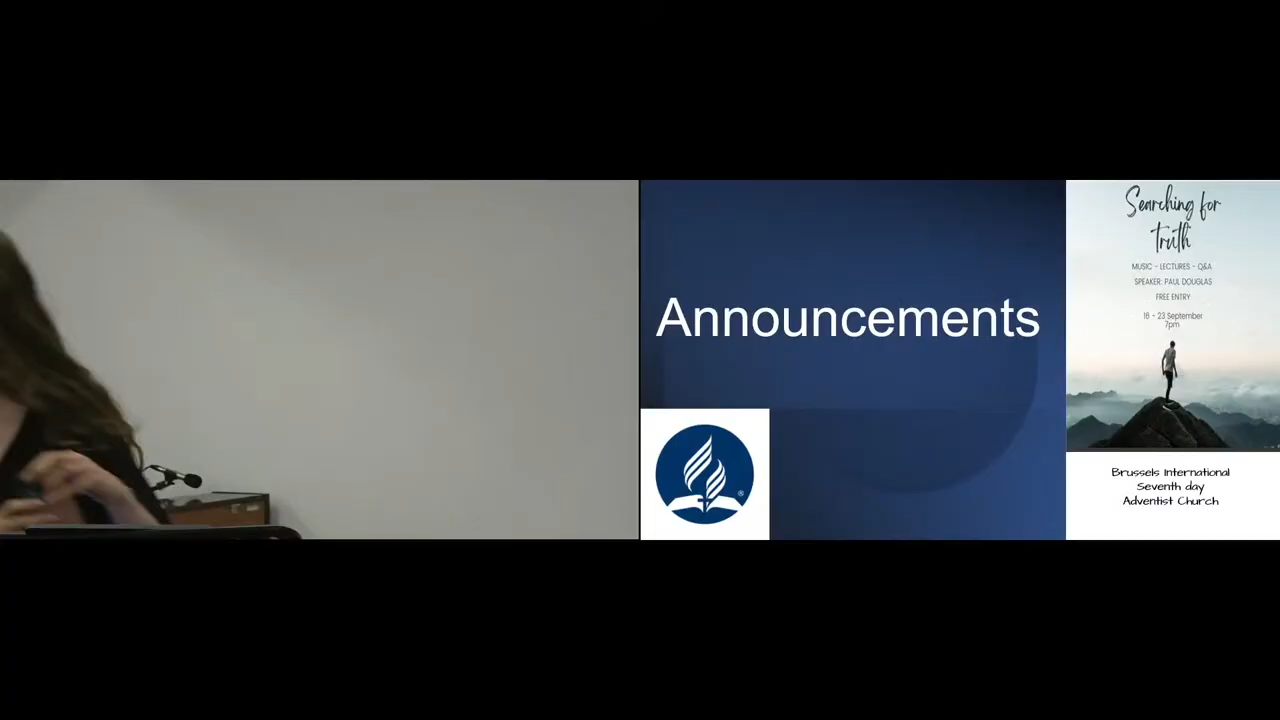 Announcements
Searching for
truth
MUSIC - LECTURES - Q&A
SPEAKER: PAUL DOUGLAS
FREE ENTRY
18 - 23 September
7pm
Brussels International
Seventh day
Adventist Church
®